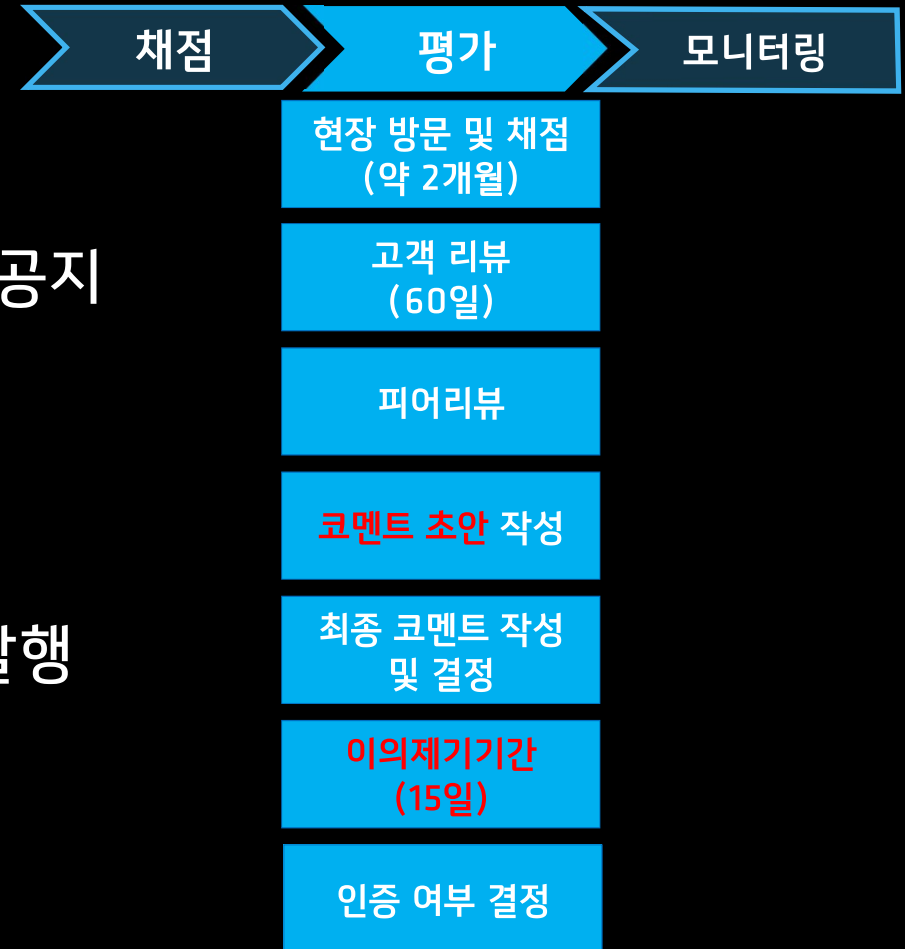 채점
평가
모니터링
현장 방문 및 채점
(약 2개월)
공지
고객 리뷰
(60일)
피어리뷰
코멘트 초안 작성
최종 코멘트 작성
및 결정
행
이의제기기간
(15일)
인증 여부 결정